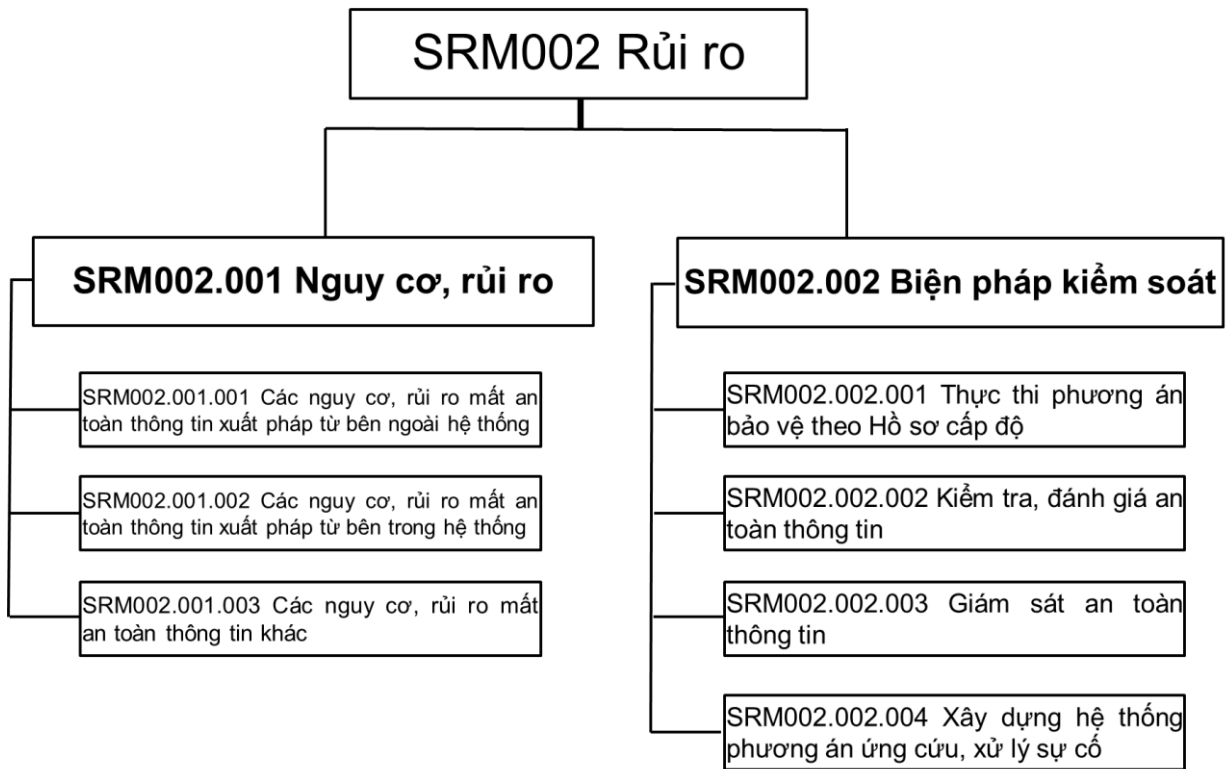 SRM002 Rủi ro
SRM002.001 Nguy cơ, rủi ro
SRM002.001.001 Các nguy cơ, rủi ro mất an
toàn thông tin xuất pháp từ bên ngoài hệ thống
SRM002.001.002 Các nguy cơ, rủi ro mất an
toàn thông tin xuất pháp từ bên trong hệ thống
SRM002.001.003 Các nguy cơ, rủi ro mất
an toàn thông tin khác
SRM002.002 Biện pháp kiểm soát
SRM002.002.001 Thực thi phương án
bảo vệ theo Hồ sơ cấp độ
SRM002.002.002 Kiểm tra, đánh giá an
toàn thông tin
SRM002.002.003 Giám sát an toàn
thông tin
SRM002.002.004 Xây dựng hệ thống
phương án ứng cứu, xử lý sự cố